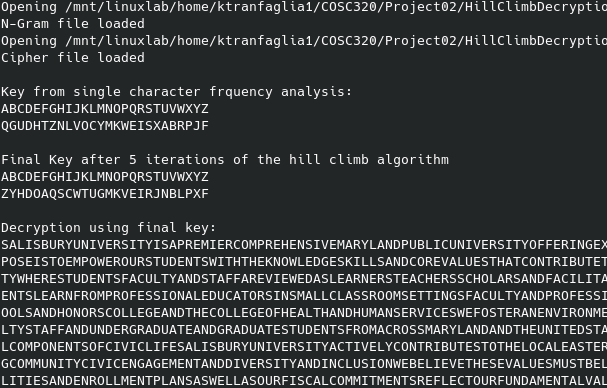 Opening /mnt/linuxlab/home/ktranfaglia1/COSC320/Project02/HillClimbDecryptio
N-Gram file loaded
Opening /mnt/linuxlab/home/ktranfaglia1/COSC320/Project02/HillClimbDecryptio
Cipher file loaded
Key from single character frquency analysis:
ABCDEFGHIJKLMNOPQRSTUVWXYZ
QGUDHTZNLVOCYMKWEISXABRPJF
Final Key after 5 iterations of the hill climb algorithm
ABCDEFGHIJKLMNOPQRSTUVWXYZ
ZYHDOAQSCWTUGMKVEIRJNBLPXF
Decryption using final key:
SALISBURYUNIVERSITYISAPREMIERCOMPREHENSIVEMARYLANDPUBLICUNIVERSITYOFFERINGEX
POSEISTOEMPOWEROURSTUDENTSWITHTHEKNOWLEDGESKILLSANDCOREVALUESTHATCONTRIBUTET
TYWHERESTUDENTSFACULTYANDSTAFFAREVIEWEDASLEARNERSTEACHERSSCHOLARSANDFACILITA
ENTSLEARNFROMPROFESSIONALEDUCATORSINSMALLCLASSROOMSETTINGSFACULTYANDPROFESSI
OOLSANDHONORSCOLLEGEANDTHECOLLEGEOFHEALTHANDHUMANSERVICESWEFOSTERANENVIRONME
LTYSTAFFANDUNDERGRADUATEANDGRADUATESTUDENTSFROMACROSSMARYLANDANDTHEUNITEDSTA
LCOMPONENTSOFCIVICLIFESALISBURYUNIVERSITYACTIVELYCONTRIBUTESTOTHELOCALEASTER
GCOMMUNITYCIVICENGAGEMENTANDDIVERSITYANDINCLUSIONWEBELIEVETHESEVALUESMUSTBEL
LITIESANDENROLLMENTPLANSASWELLASOURFISCALCOMMITMENTSREFLECTOURFUNDAMENTALVAL